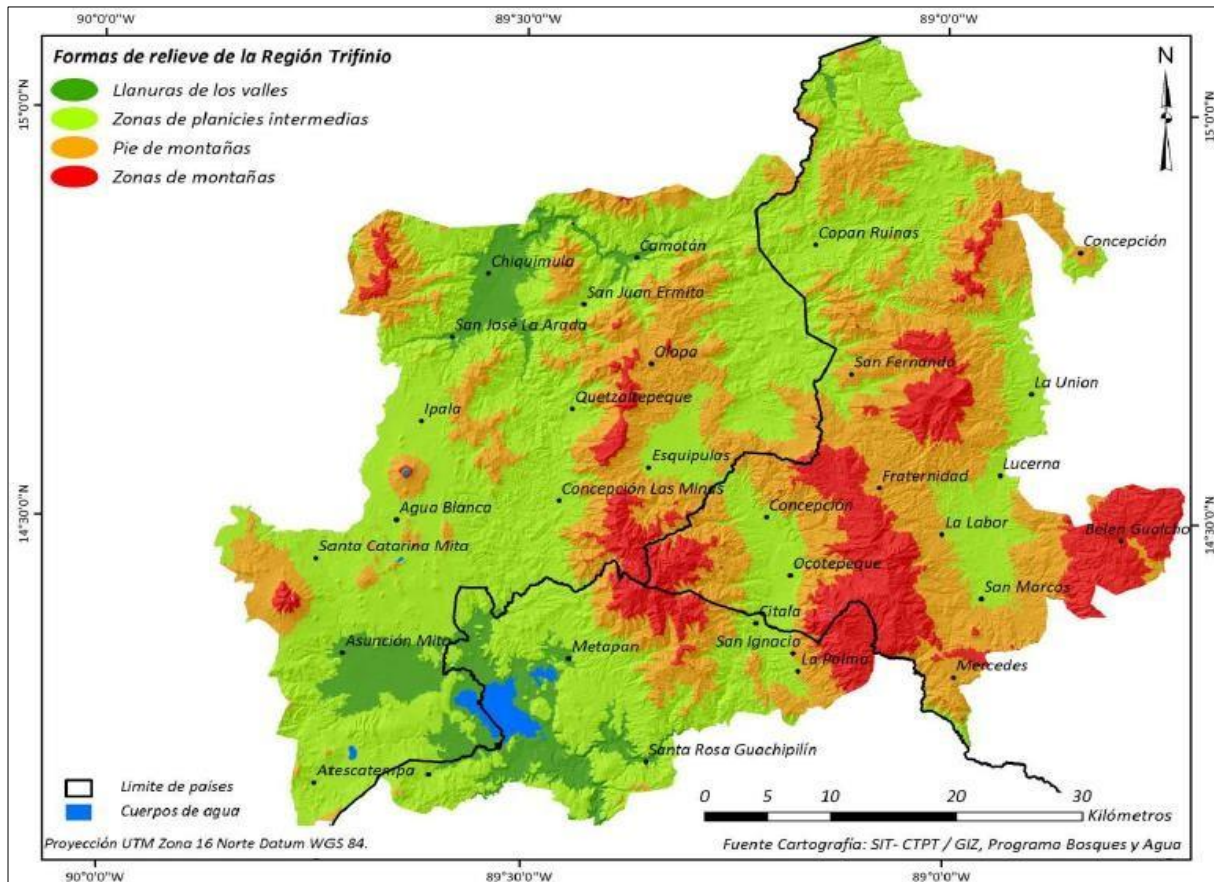 90°0'0"W
89°30'0"W
89°0'0"W
Formas de relieve de la Región Trifinio
Llanuras de los valles
Zonas de planicies intermedias
Pie de montañas
Zonas de montañas
N
15°0'0"N
15°0'0"N
Copan Ruinas
Concepción
Camotán
Chiquimula
San Juan Ermita
San José La Arada
Olopa
San Fernando
La Union
Quetzaltepeque
Ipala
Esquipulas
Lucerna
Fraternidad
Concepción Las Minas
Concepción
Agua Blanca
14°30'0"N
14°30'0"N
La Labor
Belen Gualcho
Santa Catarina Mita
Ocotepeque
San Marcos
Citala
Asunción Mita
Metapan
San Ignacio
La Palma
Mercedes
Santa Rosa Guachipilín
Atescatempa
Limite de países
Cuerpos de agua
0 5 10 20 30
Kilómetros
Proyección UTM Zona 16 Norte Datum WGS 84.
Fuente Cartografía: SIT- CTPT / GIZ, Programa Bosques y Agua
90°0'0"W
89°30'0"W
89°0'0"W